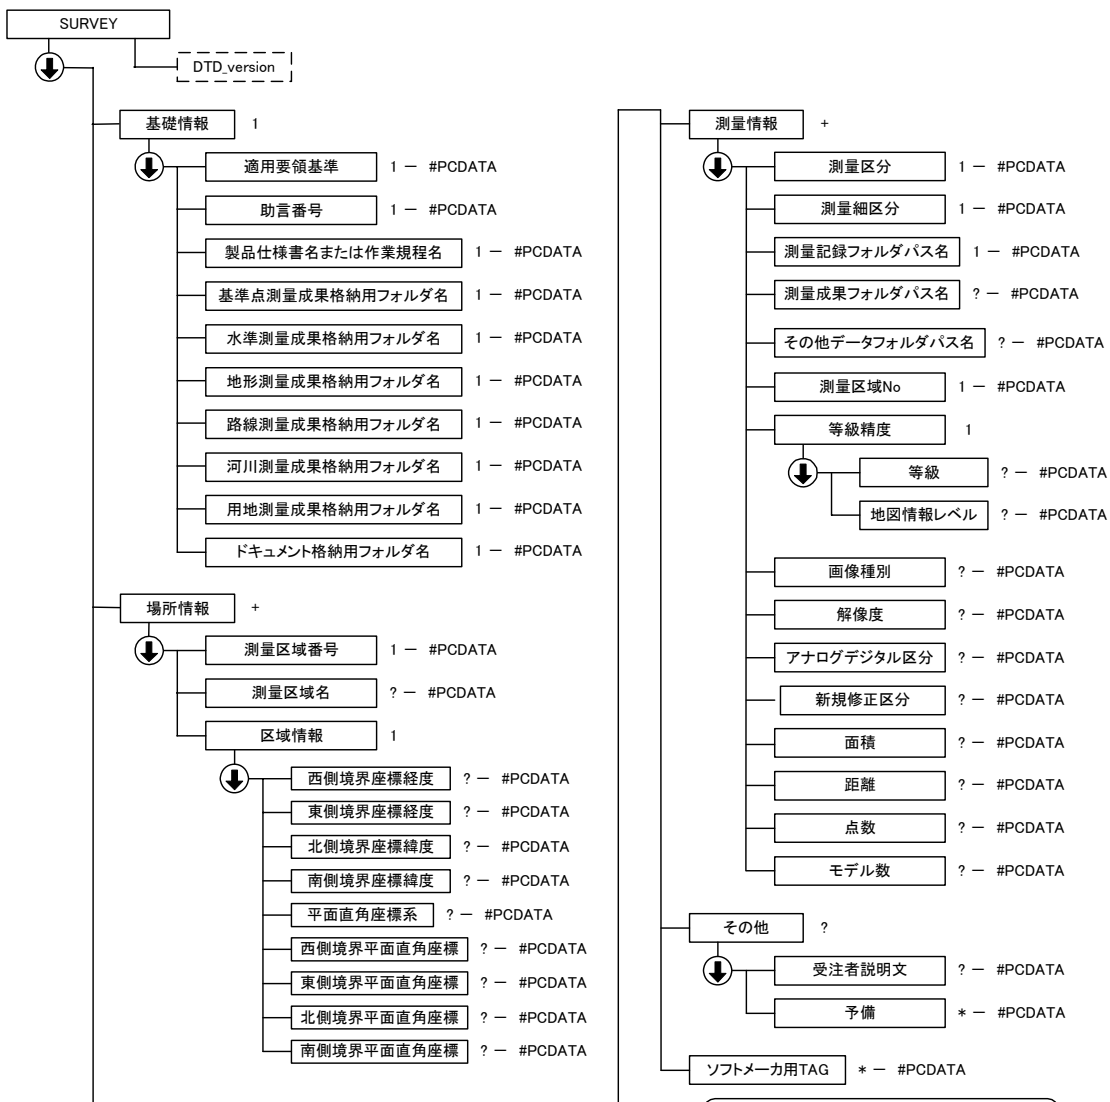 SURVEY
DTD_version
基礎情報 1
適用要領基準 1 － #PCDATA
助言番号 1 － #PCDATA
製品仕様書名または作業規程名 1 － #PCDATA
基準点測量成果格納用フォルダ名 1 － #PCDATA
水準測量成果格納用フォルダ名 1 － #PCDATA
地形測量成果格納用フォルダ名 1 － #PCDATA
路線測量成果格納用フォルダ名 1 － #PCDATA
河川測量成果格納用フォルダ名 1 － #PCDATA
用地測量成果格納用フォルダ名 1 － #PCDATA
ドキュメント格納用フォルダ名 1 － #PCDATA
場所情報 +
測量区域番号 1 － #PCDATA
測量区域名 ? － #PCDATA
区域情報 1
西側境界座標経度 ? － #PCDATA
東側境界座標経度 ? － #PCDATA
北側境界座標緯度 ? － #PCDATA
南側境界座標緯度 ? － #PCDATA
平面直角座標系 ? － #PCDATA
西側境界平面直角座標 ? － #PCDATA
東側境界平面直角座標 ? － #PCDATA
北側境界平面直角座標 ? － #PCDATA
南側境界平面直角座標 ? － #PCDATA
測量情報 +
測量区分 1 － #PCDATA
測量細区分 1 － #PCDATA
測量記録フォルダパス名 1 － #PCDATA
測量成果フォルダパス名 ? － #PCDATA
その他データフォルダパス名 ? － #PCDATA
測量区域No 1 － #PCDATA
等級精度 1
等級 ? － #PCDATA
地図情報レベル ? － #PCDATA
画像種別 ? － #PCDATA
解像度 ? － #PCDATA
アナログデジタル区分 ? － #PCDATA
新規修正区分 ? － #PCDATA
面積 ? － #PCDATA
距離 ? － #PCDATA
点数 ? － #PCDATA
モデル数 ? － #PCDATA
その他 ?
受注者説明文 ? － #PCDATA
予備 * － #PCDATA
ソフトメーカ用TAG * － #PCDATA